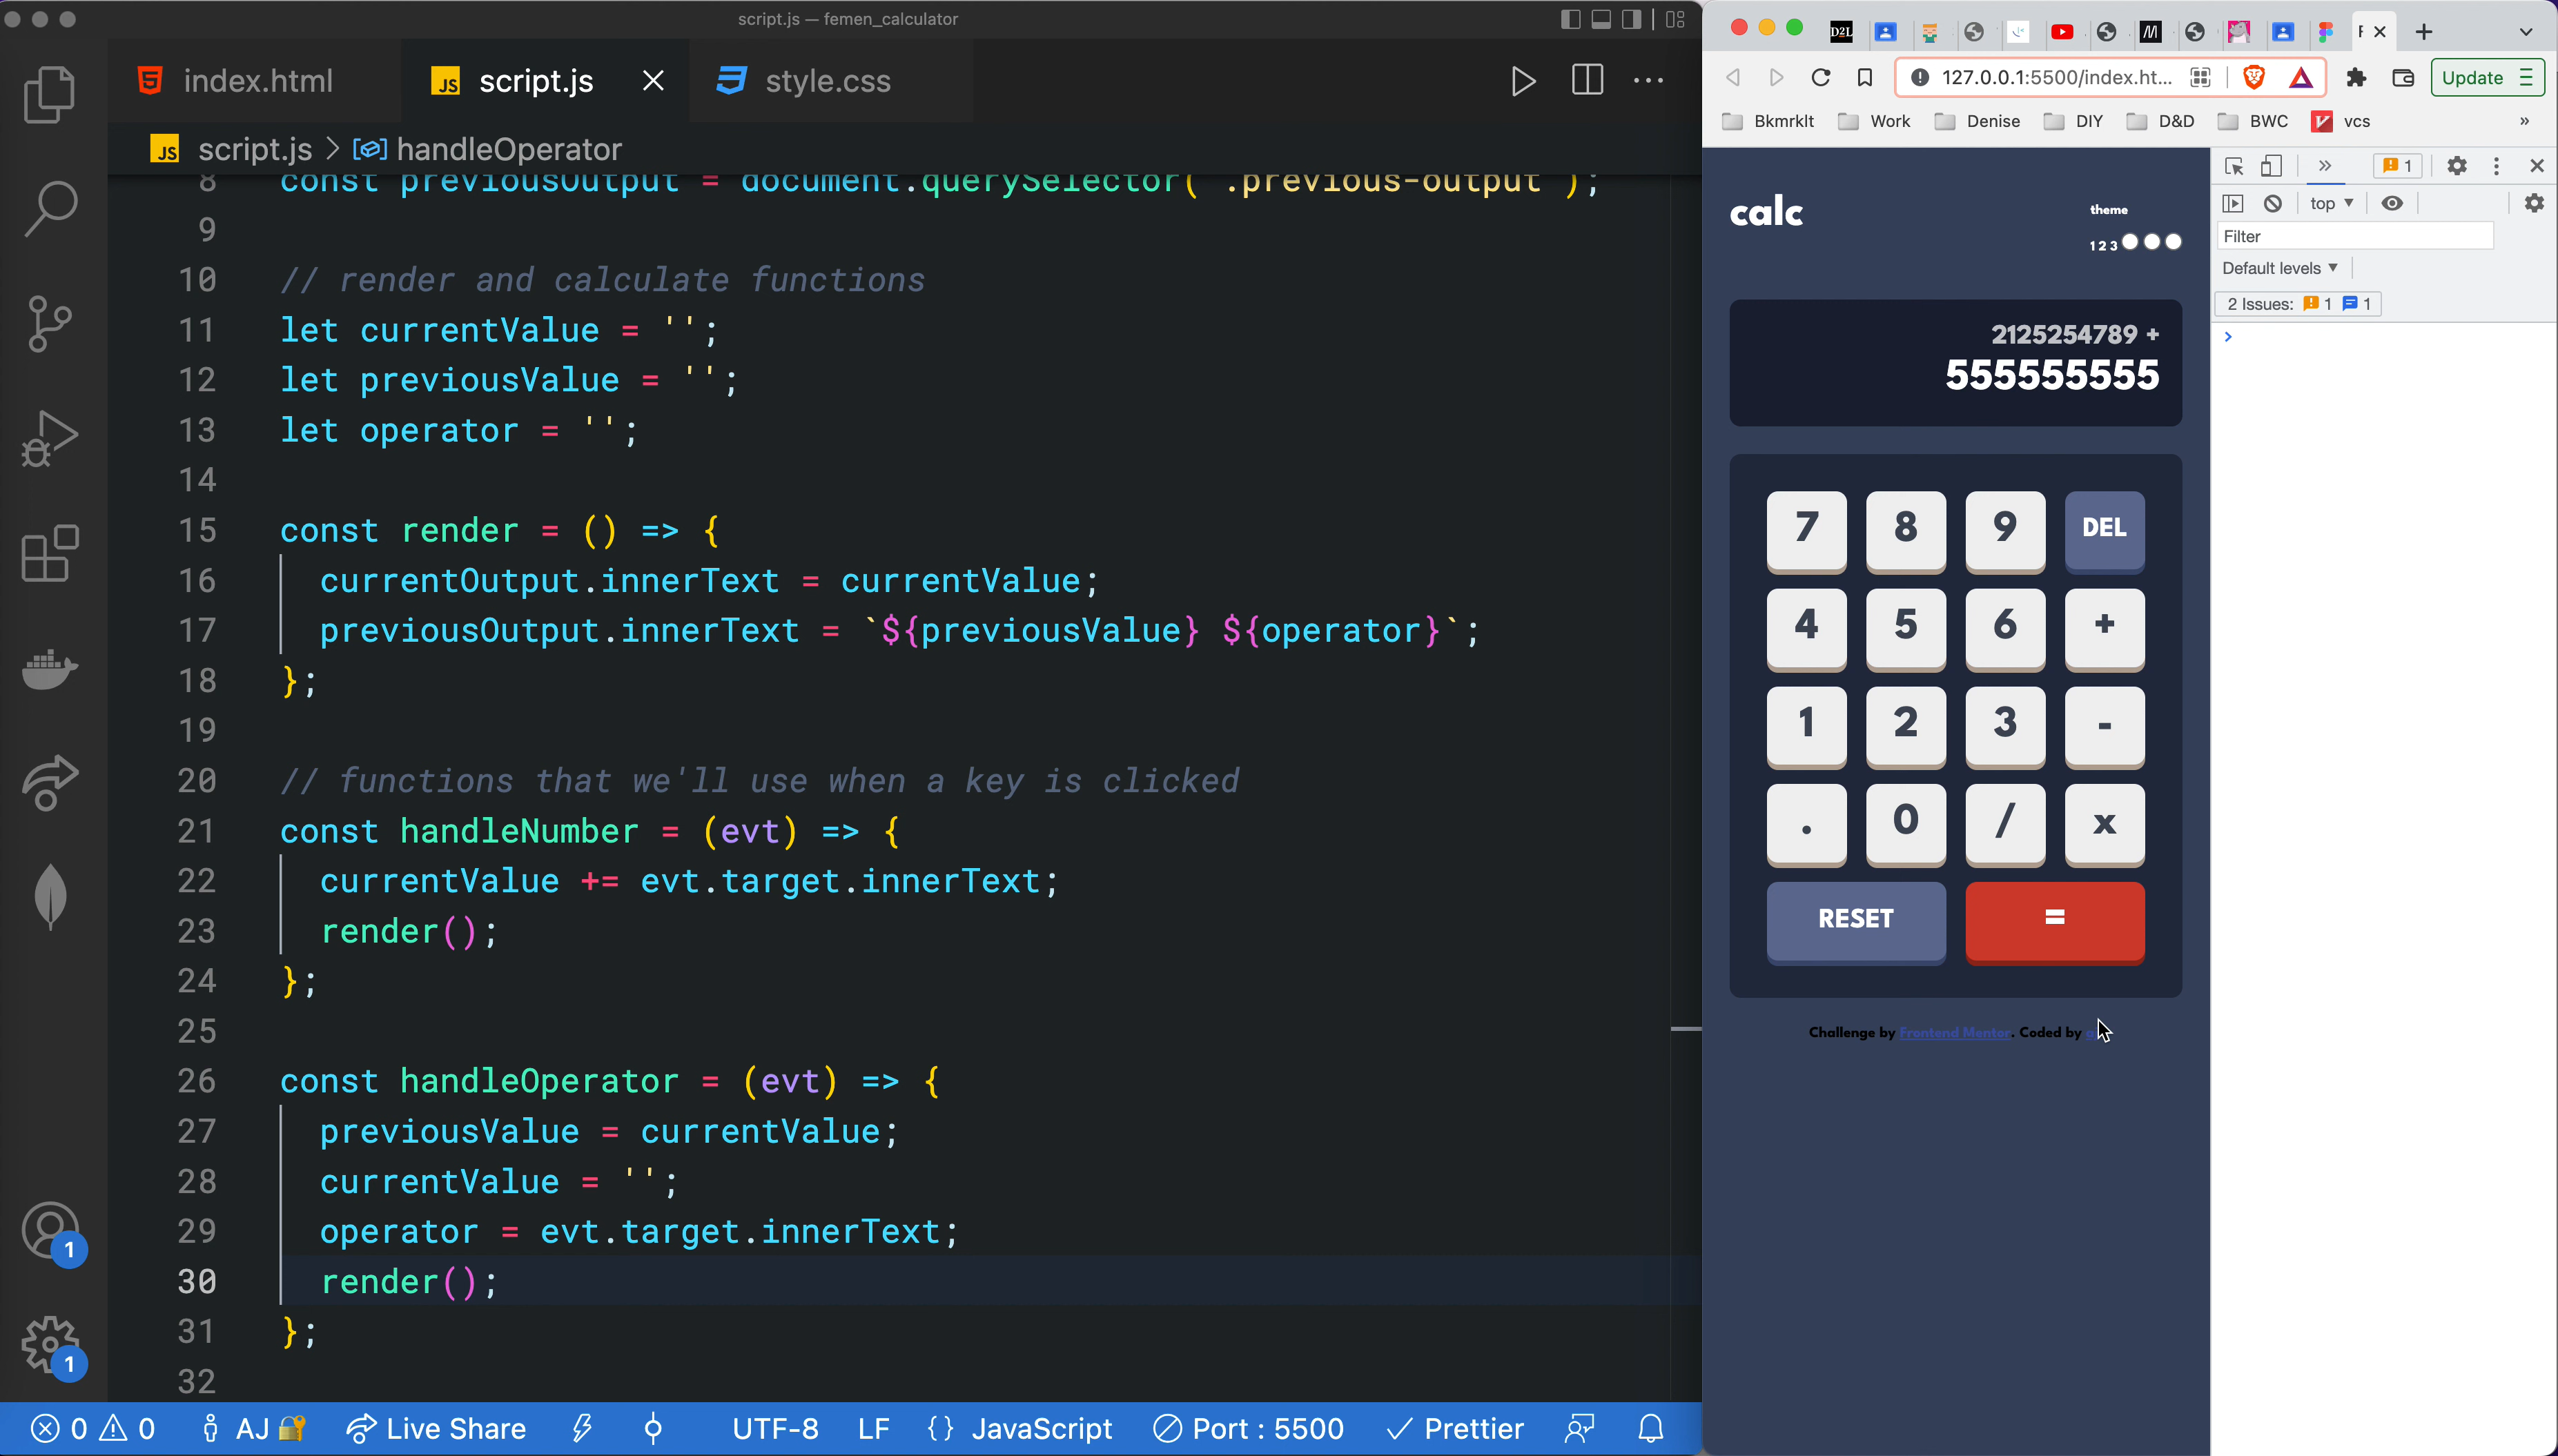 script.js — femen_calculator
index.html
JS script.js
style.css
JS script.js > handleOperator
8 const previousOutput = document.querySelector('.previous-output');
9
10 // render and calculate functions
11 let currentValue = '';
12 let previousValue = '';
13 let operator = '';
14
15 const render = () => {
16 currentOutput.innerText = currentValue;
17 previousOutput.innerText = `${previousValue} ${operator}`;
18 };
19
20 // functions that we'll use when a key is clicked
21 const handleNumber = (evt) => {
22 currentValue += evt.target.innerText;
23 render();
24 };
25
26 const handleOperator = (evt) => {
27 previousValue = currentValue;
28 currentValue = '';
29 operator = evt.target.innerText;
30 render();
31 };
32
1
1
0 0 AJ Live Share UTF-8 LF {} JavaScript Port : 5500 Prettier
D2L
127.0.0.1:5500/index.ht...
Update
Bkmrklt Work Denise DIY D&D BWC vcs »
calc
theme
1 2 3
2125254789 +
555555555
7 8 9 DEL
4 5 6 +
1 2 3 -
. 0 / x
RESET =
Challenge by Frontend Mentor. Coded by
» 1
top
Filter
Default levels
2 Issues: 1 1
>